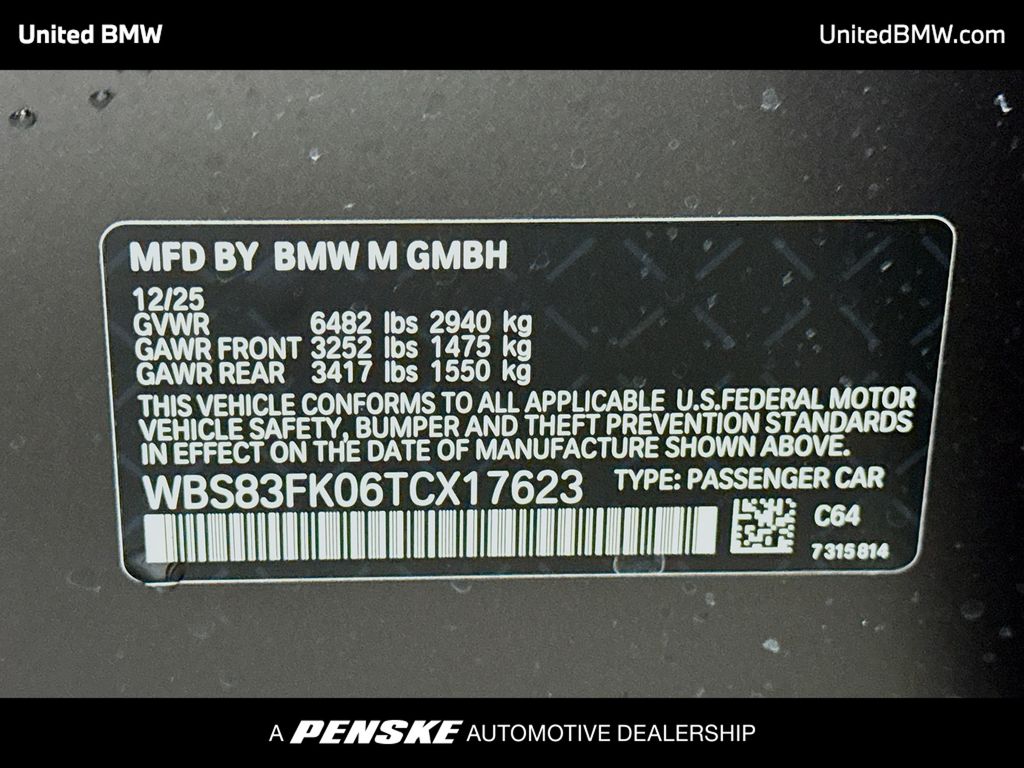 United BMW
UnitedBMW.com
MFD BY BMW M GMBH
12/25
GVWR 6482 lbs 2940 kg
GAWR FRONT 3252 lbs 1475 kg
GAWR REAR 3417 lbs 1550 kg
THIS VEHICLE CONFORMS TO ALL APPLICABLE U.S.FEDERAL MOTOR
VEHICLE SAFETY, BUMPER AND THEFT PREVENTION STANDARDS
IN EFFECT ON THE DATE OF MANUFACTURE SHOWN ABOVE.
WBS83FK06TCX17623 TYPE: PASSENGER CAR
C64
7315814
A PENSKE AUTOMOTIVE DEALERSHIP